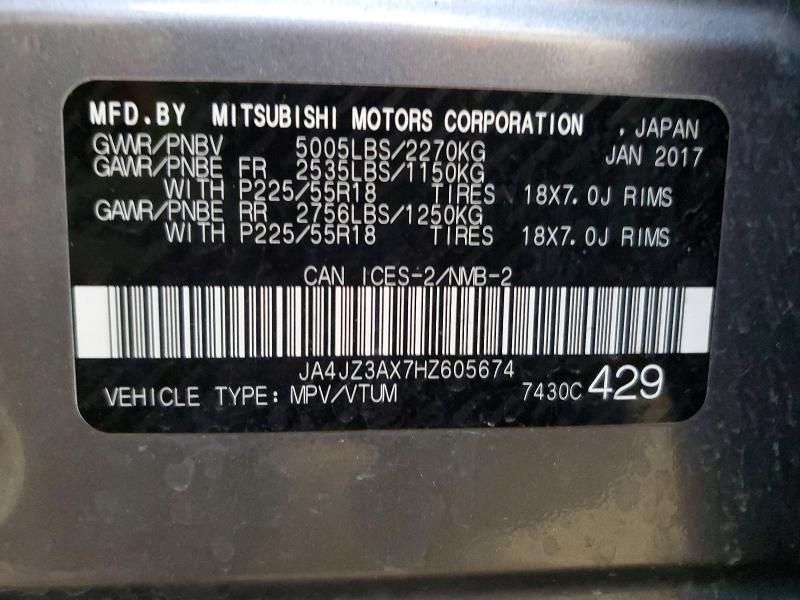 MFD.BY MITSUBISHI MOTORS CORPORATION , JAPAN
GVWR/PNBV 5005LBS/2270KG JAN 2017
GAWR/PNBE FR 2535LBS/1150KG
WITH P225/55R18 TIRES 18X7.0J RIMS
GAWR/PNBE RR 2756LBS/1250KG
WITH P225/55R18 TIRES 18X7.0J RIMS
CAN ICES-2/NMB-2
JA4JZ3AX7HZ605674
VEHICLE TYPE: MPV/VTUM 7430C 429